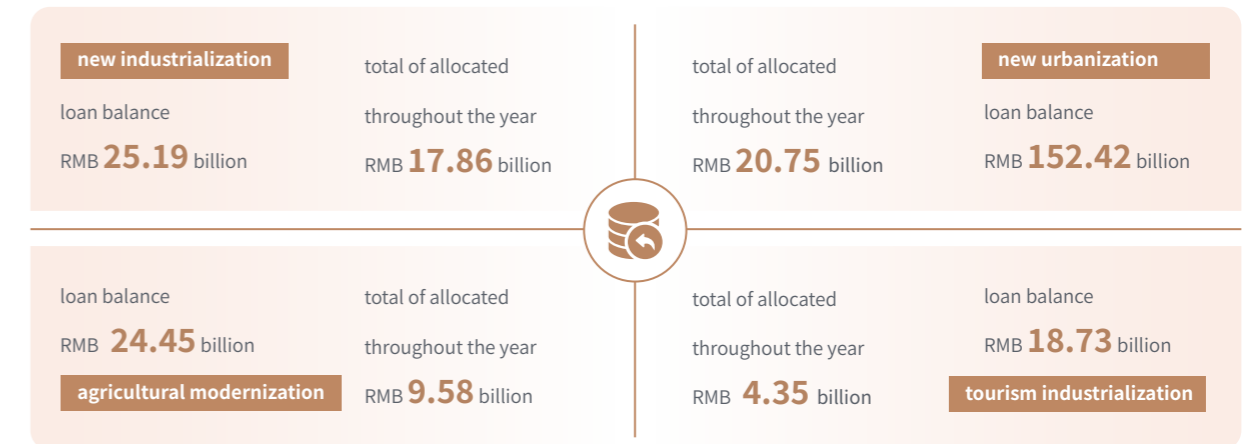 new industrialization
loan balance
RMB 25.19 billion
total of allocated
throughout the year
RMB 17.86 billion
total of allocated
throughout the year
RMB 20.75 billion
new urbanization
loan balance
RMB 152.42 billion
loan balance
RMB 24.45 billion
agricultural modernization
total of allocated
throughout the year
RMB 9.58 billion
total of allocated
throughout the year
RMB 4.35 billion
loan balance
RMB 18.73 billion
tourism industrialization